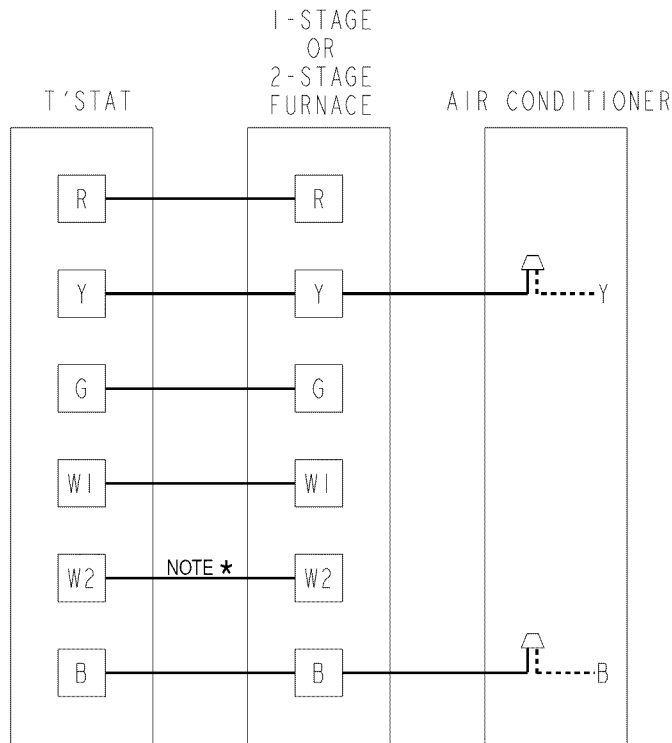 1-STAGE
OR
2-STAGE
FURNACE
T'STAT
AIR CONDITIONER
R R
Y Y Y
G G
W1 W1
W2 NOTE * W2
B B B